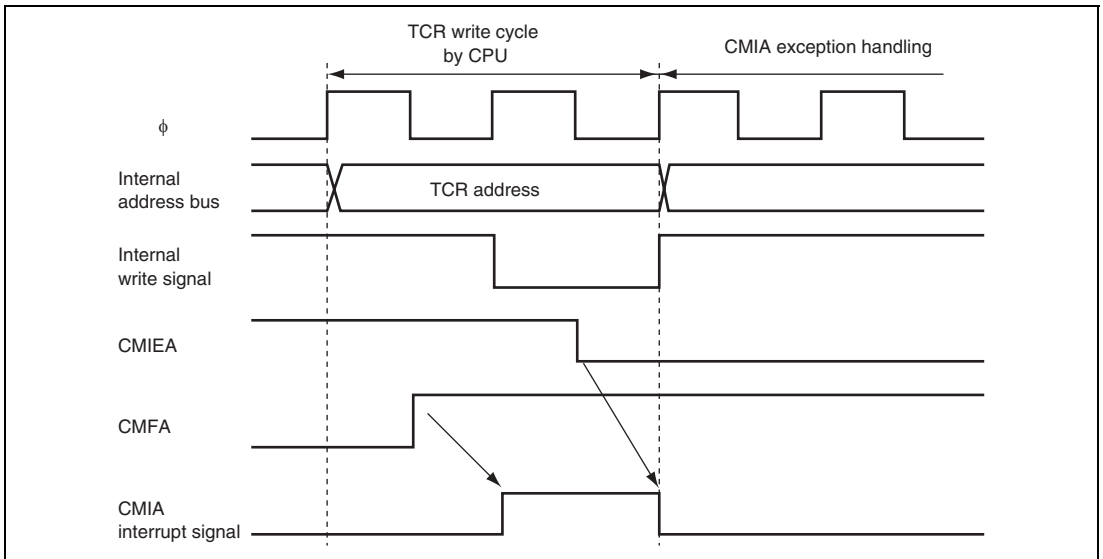 TCR write cycle
by CPU
CMIA exception handling
ϕ
Internal
address bus
TCR address
Internal
write signal
CMIEA
CMFA
CMIA
interrupt signal